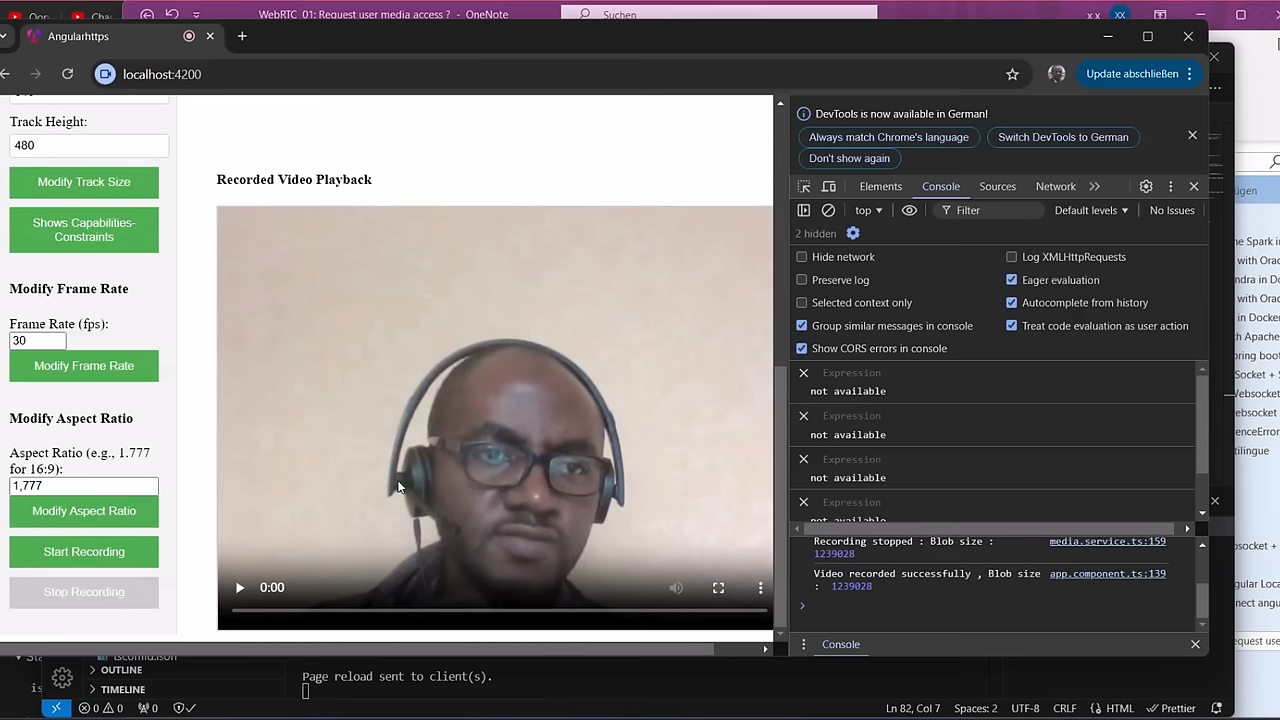 WebRTC_01: Request user media access ? - OneNote
Suchen
XX
Angularhttps
localhost:4200
Update abschließen
Track Height:
480
Modify Track Size
Shows Capabilities-
Constraints
Modify Frame Rate
Frame Rate (fps):
30
Modify Frame Rate
Modify Aspect Ratio
Aspect Ratio (e.g., 1.777
for 16:9):
1,777
Modify Aspect Ratio
Start Recording
Stop Recording
Recorded Video Playback
0:00
DevTools is now available in German!
Always match Chrome's language
Switch DevTools to German
Don't show again
Elements
Console
Sources
Network
top
Filter
Default levels
No Issues
2 hidden
Hide network
Log XMLHttpRequests
Preserve log
Eager evaluation
Selected context only
Autocomplete from history
Group similar messages in console
Treat code evaluation as user action
Show CORS errors in console
Expression
not available
Expression
not available
Expression
not available
Expression
not available
Recording stopped : Blob size : media.service.ts:159
1239028
Video recorded successfully , Blob size app.component.ts:139
: 1239028
Console
OUTLINE
TIMELINE
Page reload sent to client(s).
0 0 0
Ln 82, Col 7 Spaces: 2 UTF-8 CRLF HTML Prettier